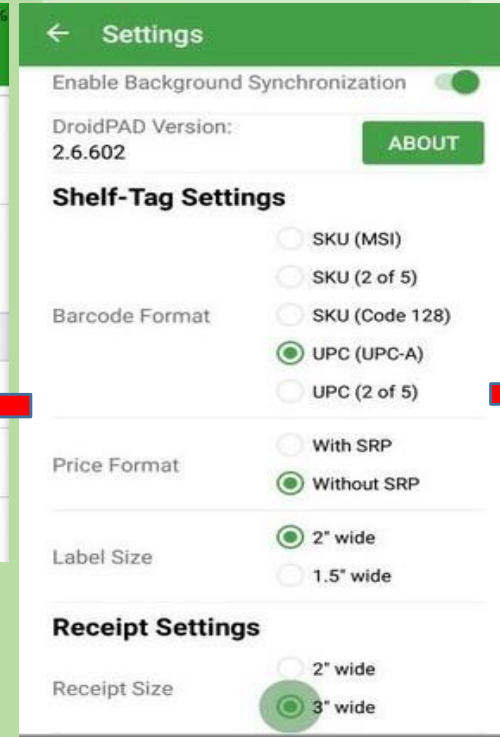 %
← Settings
Enable Background Synchronization
DroidPAD Version:
2.6.602
ABOUT
Shelf-Tag Settings
Barcode Format
SKU (MSI)
SKU (2 of 5)
SKU (Code 128)
UPC (UPC-A)
UPC (2 of 5)
Price Format
With SRP
Without SRP
Label Size
2" wide
1.5" wide
Receipt Settings
Receipt Size
2" wide
3" wide